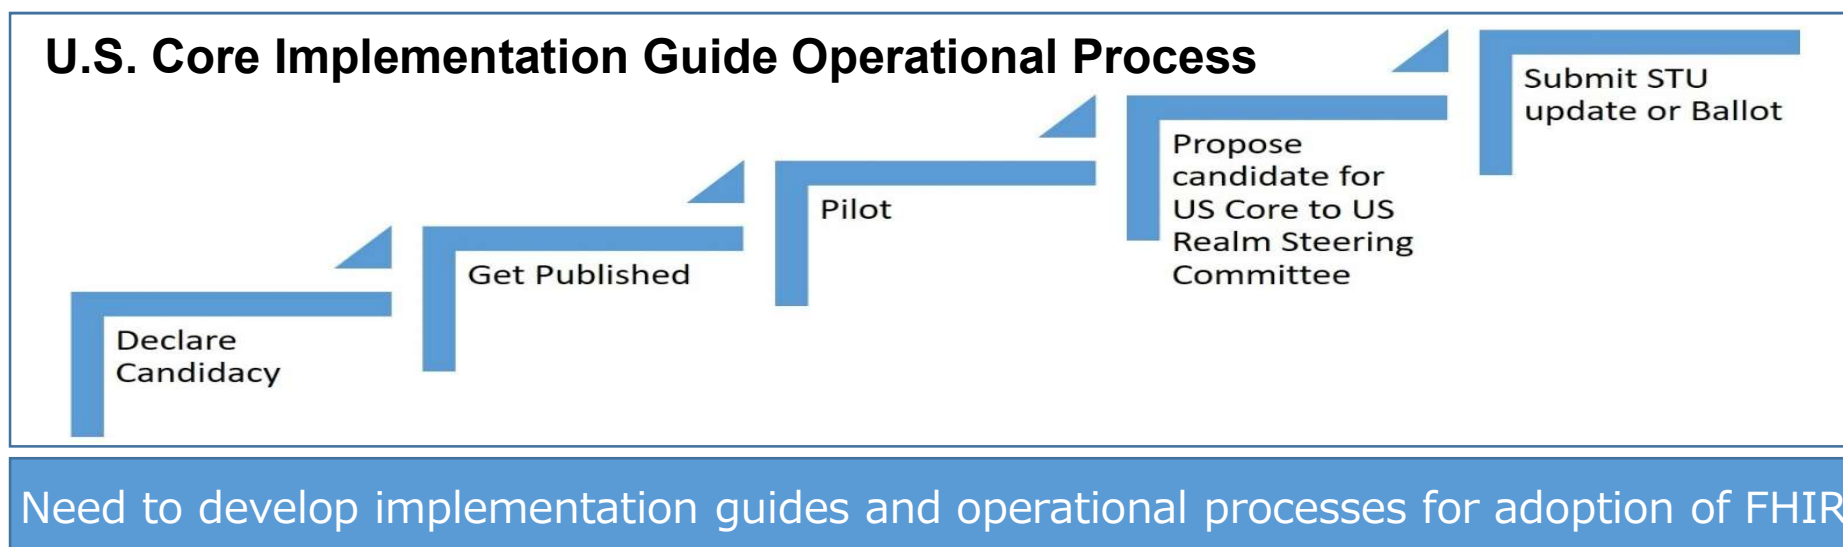 U.S. Core Implementation Guide Operational Process
Declare
Candidacy
Get Published
Pilot
Propose
candidate for
US Core to US
Realm Steering
Committee
Submit STU
update or Ballot
Need to develop implementation guides and operational processes for adoption of FHIR